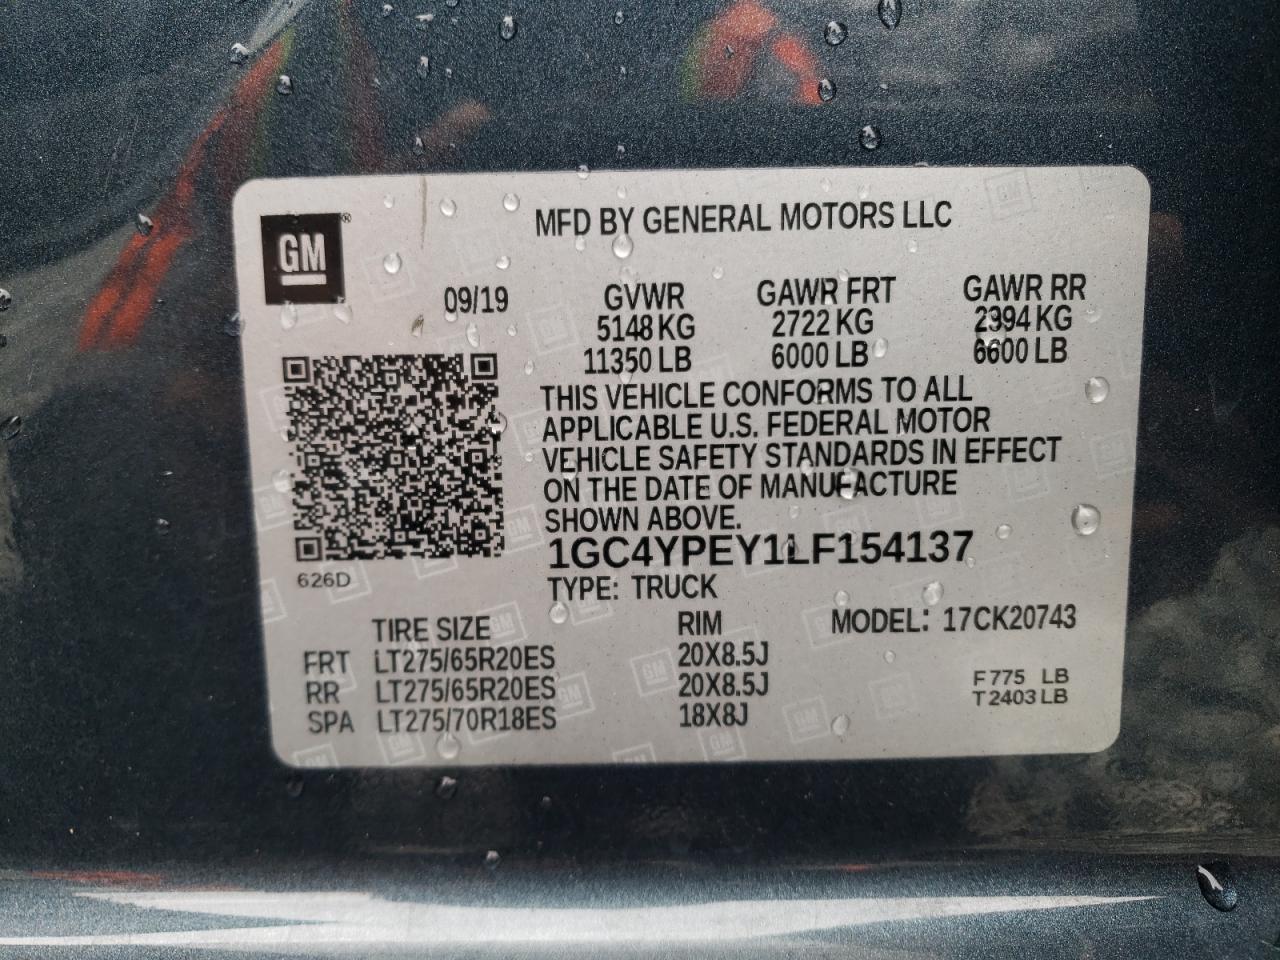 MFD BY GENERAL MOTORS LLC
GM®
09/19 GVWR GAWR FRT GAWR RR
5148 KG 2722 KG 2994 KG
11350 LB 6000 LB 6600 LB
THIS VEHICLE CONFORMS TO ALL
APPLICABLE U.S. FEDERAL MOTOR
VEHICLE SAFETY STANDARDS IN EFFECT
ON THE DATE OF MANUFACTURE
SHOWN ABOVE.
1GC4YPEY1LF154137
626D
TYPE: TRUCK
TIRE SIZE RIM MODEL: 17CK20743
FRT LT275/65R20ES 20X8.5J
RR LT275/65R20ES 20X8.5J F 775 LB
T 2403 LB
SPA LT275/70R18ES 18X8J